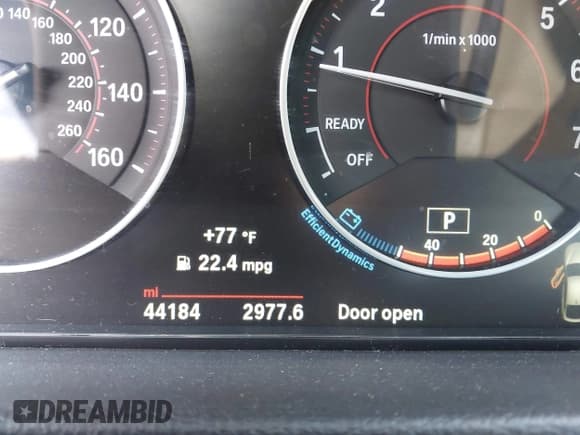 120
140
160
140 160
180
200
220
240
260
1
2
5
6
7
1/min x 1000
READY
OFF
EfficientDynamics
P
40
20
0
+77 °F
22.4 mpg
mi
44184 2977.6 Door open
DREAMBID